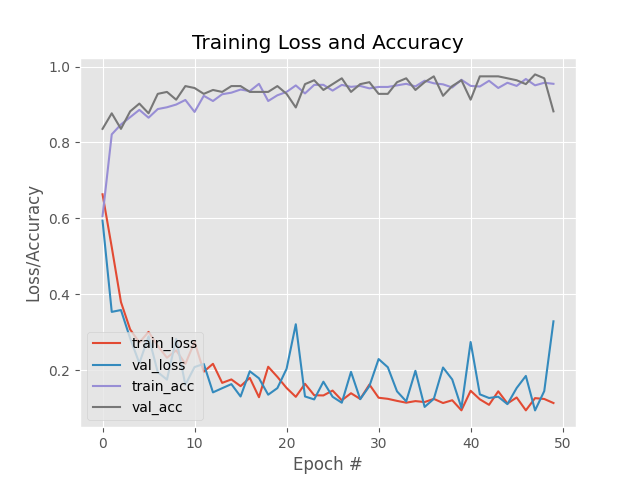 Training Loss and Accuracy
Loss/Accuracy
1.0
0.8
0.6
0.4
0.2
train_loss
val_loss
train_acc
val_acc
0 10 20 30 40 50
Epoch #